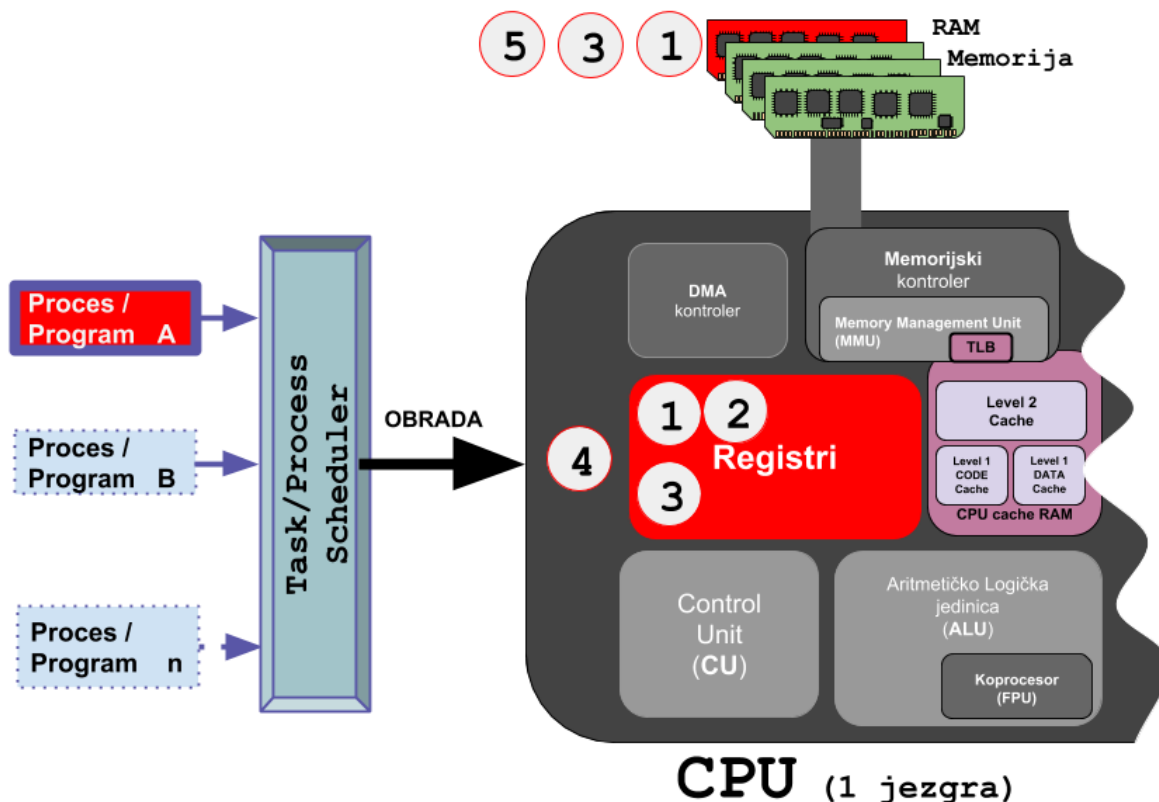 5 3 1
RAM
Memorija
Proces /
Program A
Proces /
Program B
Proces /
Program n
Task/Process
Scheduler
OBRADA
DMA
kontroler
Memorijski
kontroler
Memory Management Unit
(MMU)
TLB
1 2
Registri
3
4
Level 2
Cache
Level 1
CODE
Cache
Level 1
DATA
Cache
CPU cache RAM
Control
Unit
(CU)
Aritmetičko Logička
jedinica
(ALU)
Koprocesor
(FPU)
CPU (1 jezgra)